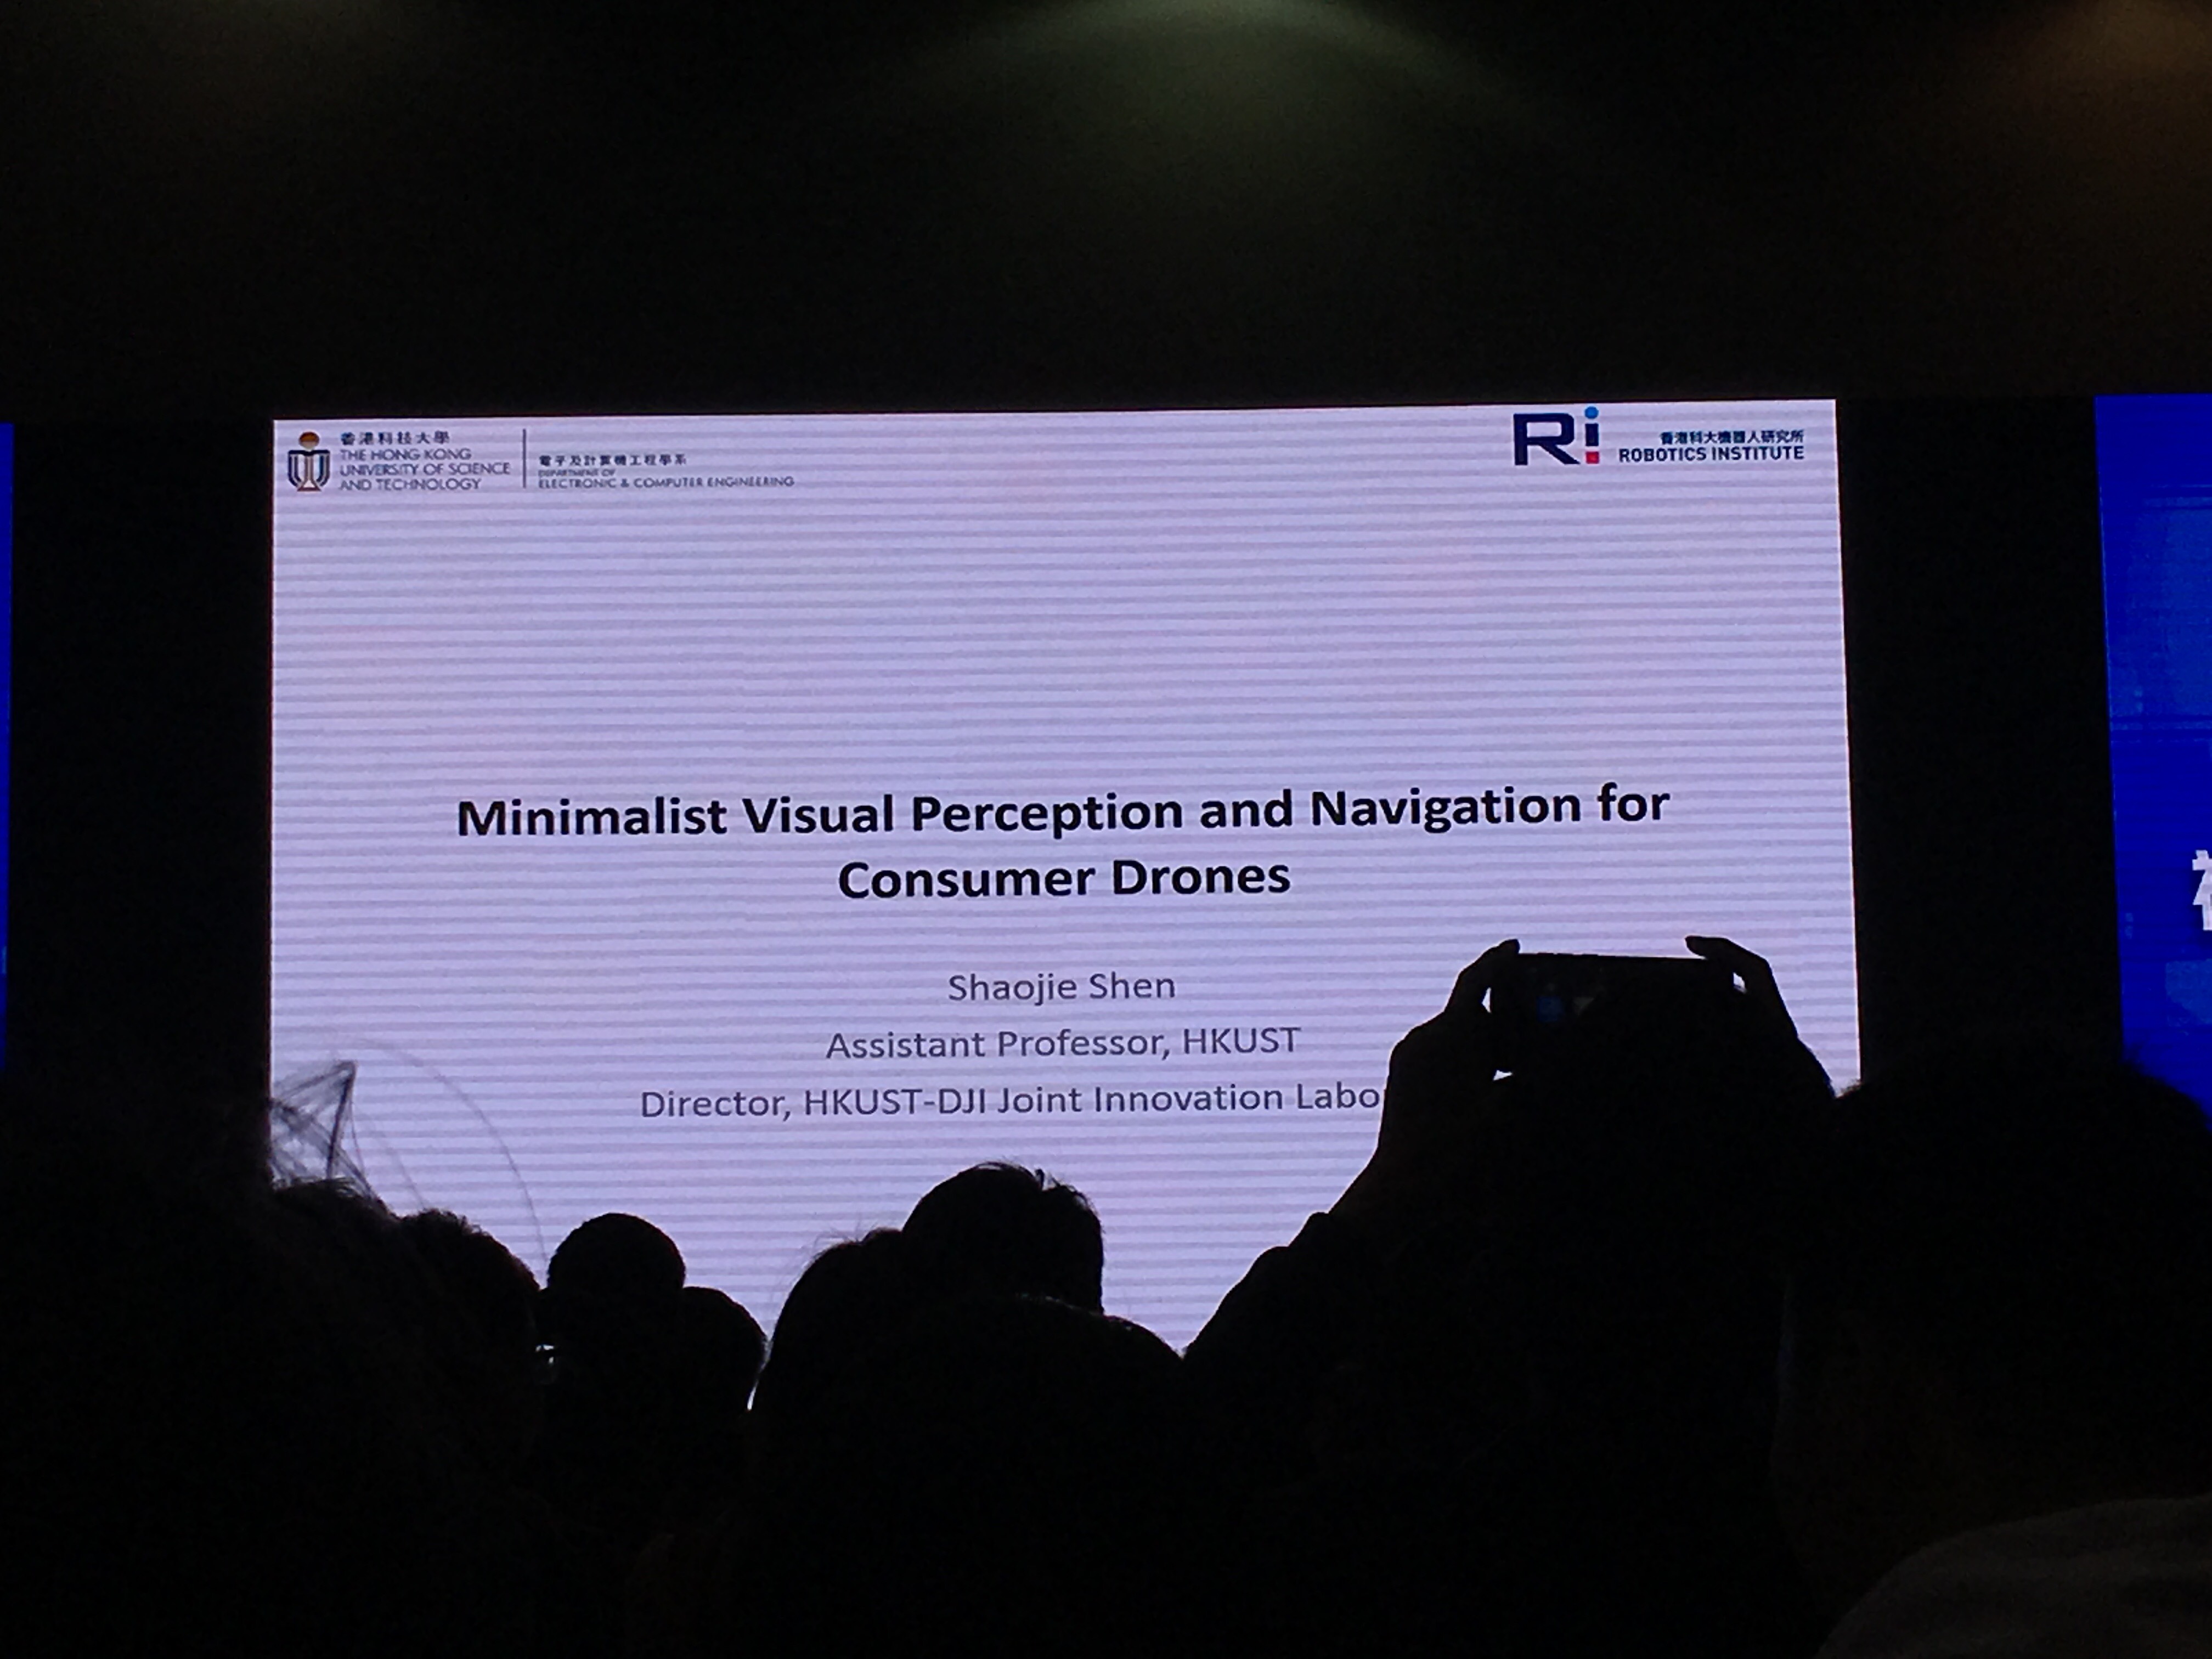 香港科技大學
THE HONG KONG
UNIVERSITY OF SCIENCE
AND TECHNOLOGY
電子及計算機工程學系
DEPARTMENT OF
ELECTRONIC & COMPUTER ENGINEERING
Ri
香港科大機器人研究所
ROBOTICS INSTITUTE
Minimalist Visual Perception and Navigation for
Consumer Drones
Shaojie Shen
Assistant Professor, HKUST
Director, HKUST-DJI Joint Innovation Labo